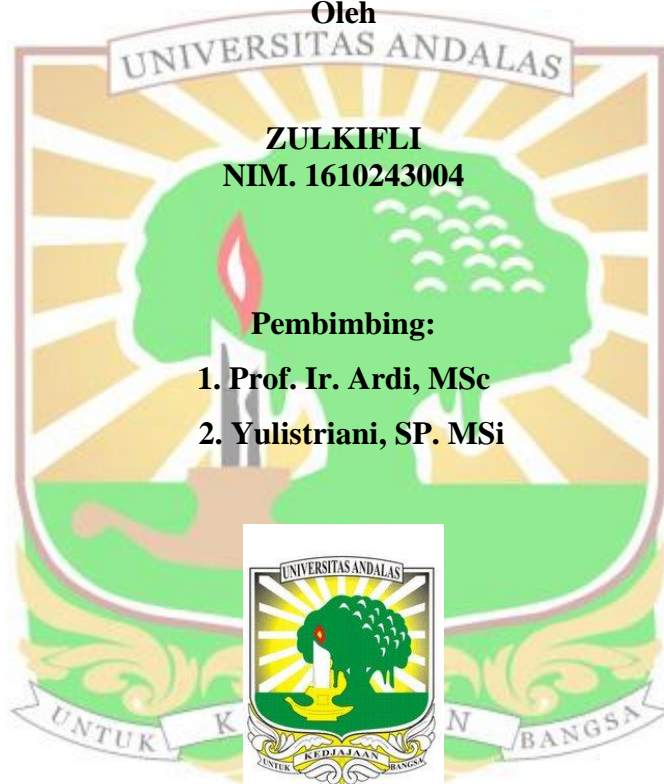 Oleh
UNIVERSITAS ANDALAS
ZULKIFLI
NIM. 1610243004
Pembimbing:
1. Prof. Ir. Ardi, MSc
2. Yulistriani, SP. MSi
UNIVERSITAS ANDALAS
UNTUK K N BANGSA
UNTUK KEDJAJAAN BANGSA